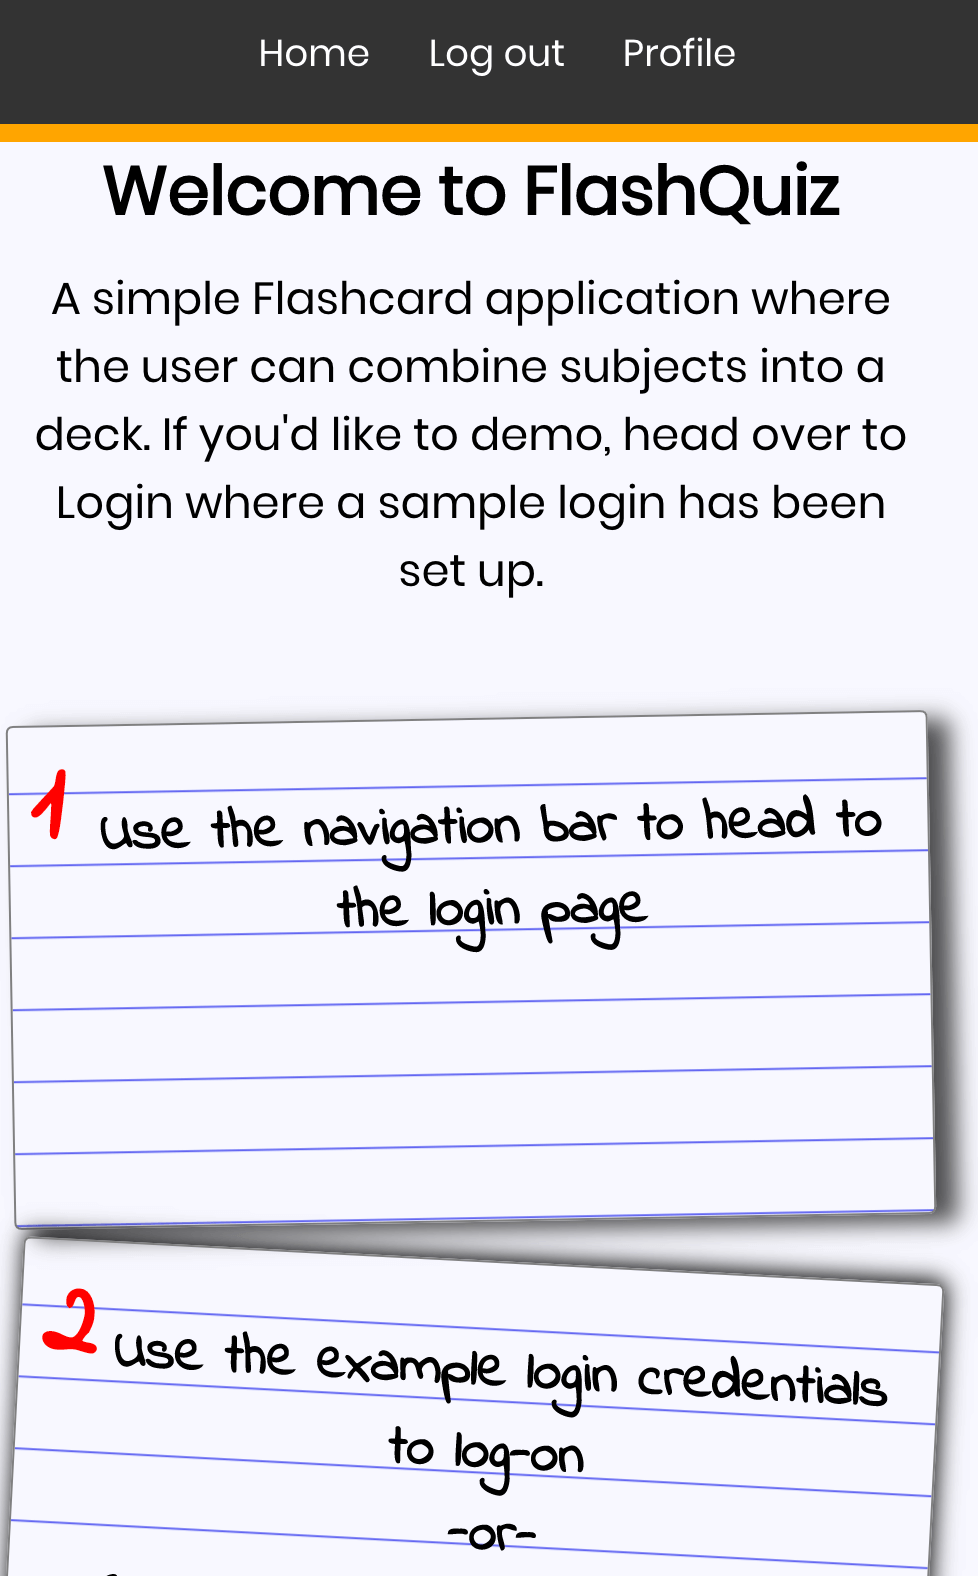 Home Log out Profile
Welcome to FlashQuiz
A simple Flashcard application where
the user can combine subjects into a
deck. If you'd like to demo, head over to
Login where a sample login has been
set up.
1
Use the navigation bar to head to
the login page
2
Use the example login credentials
to log-on
-or-